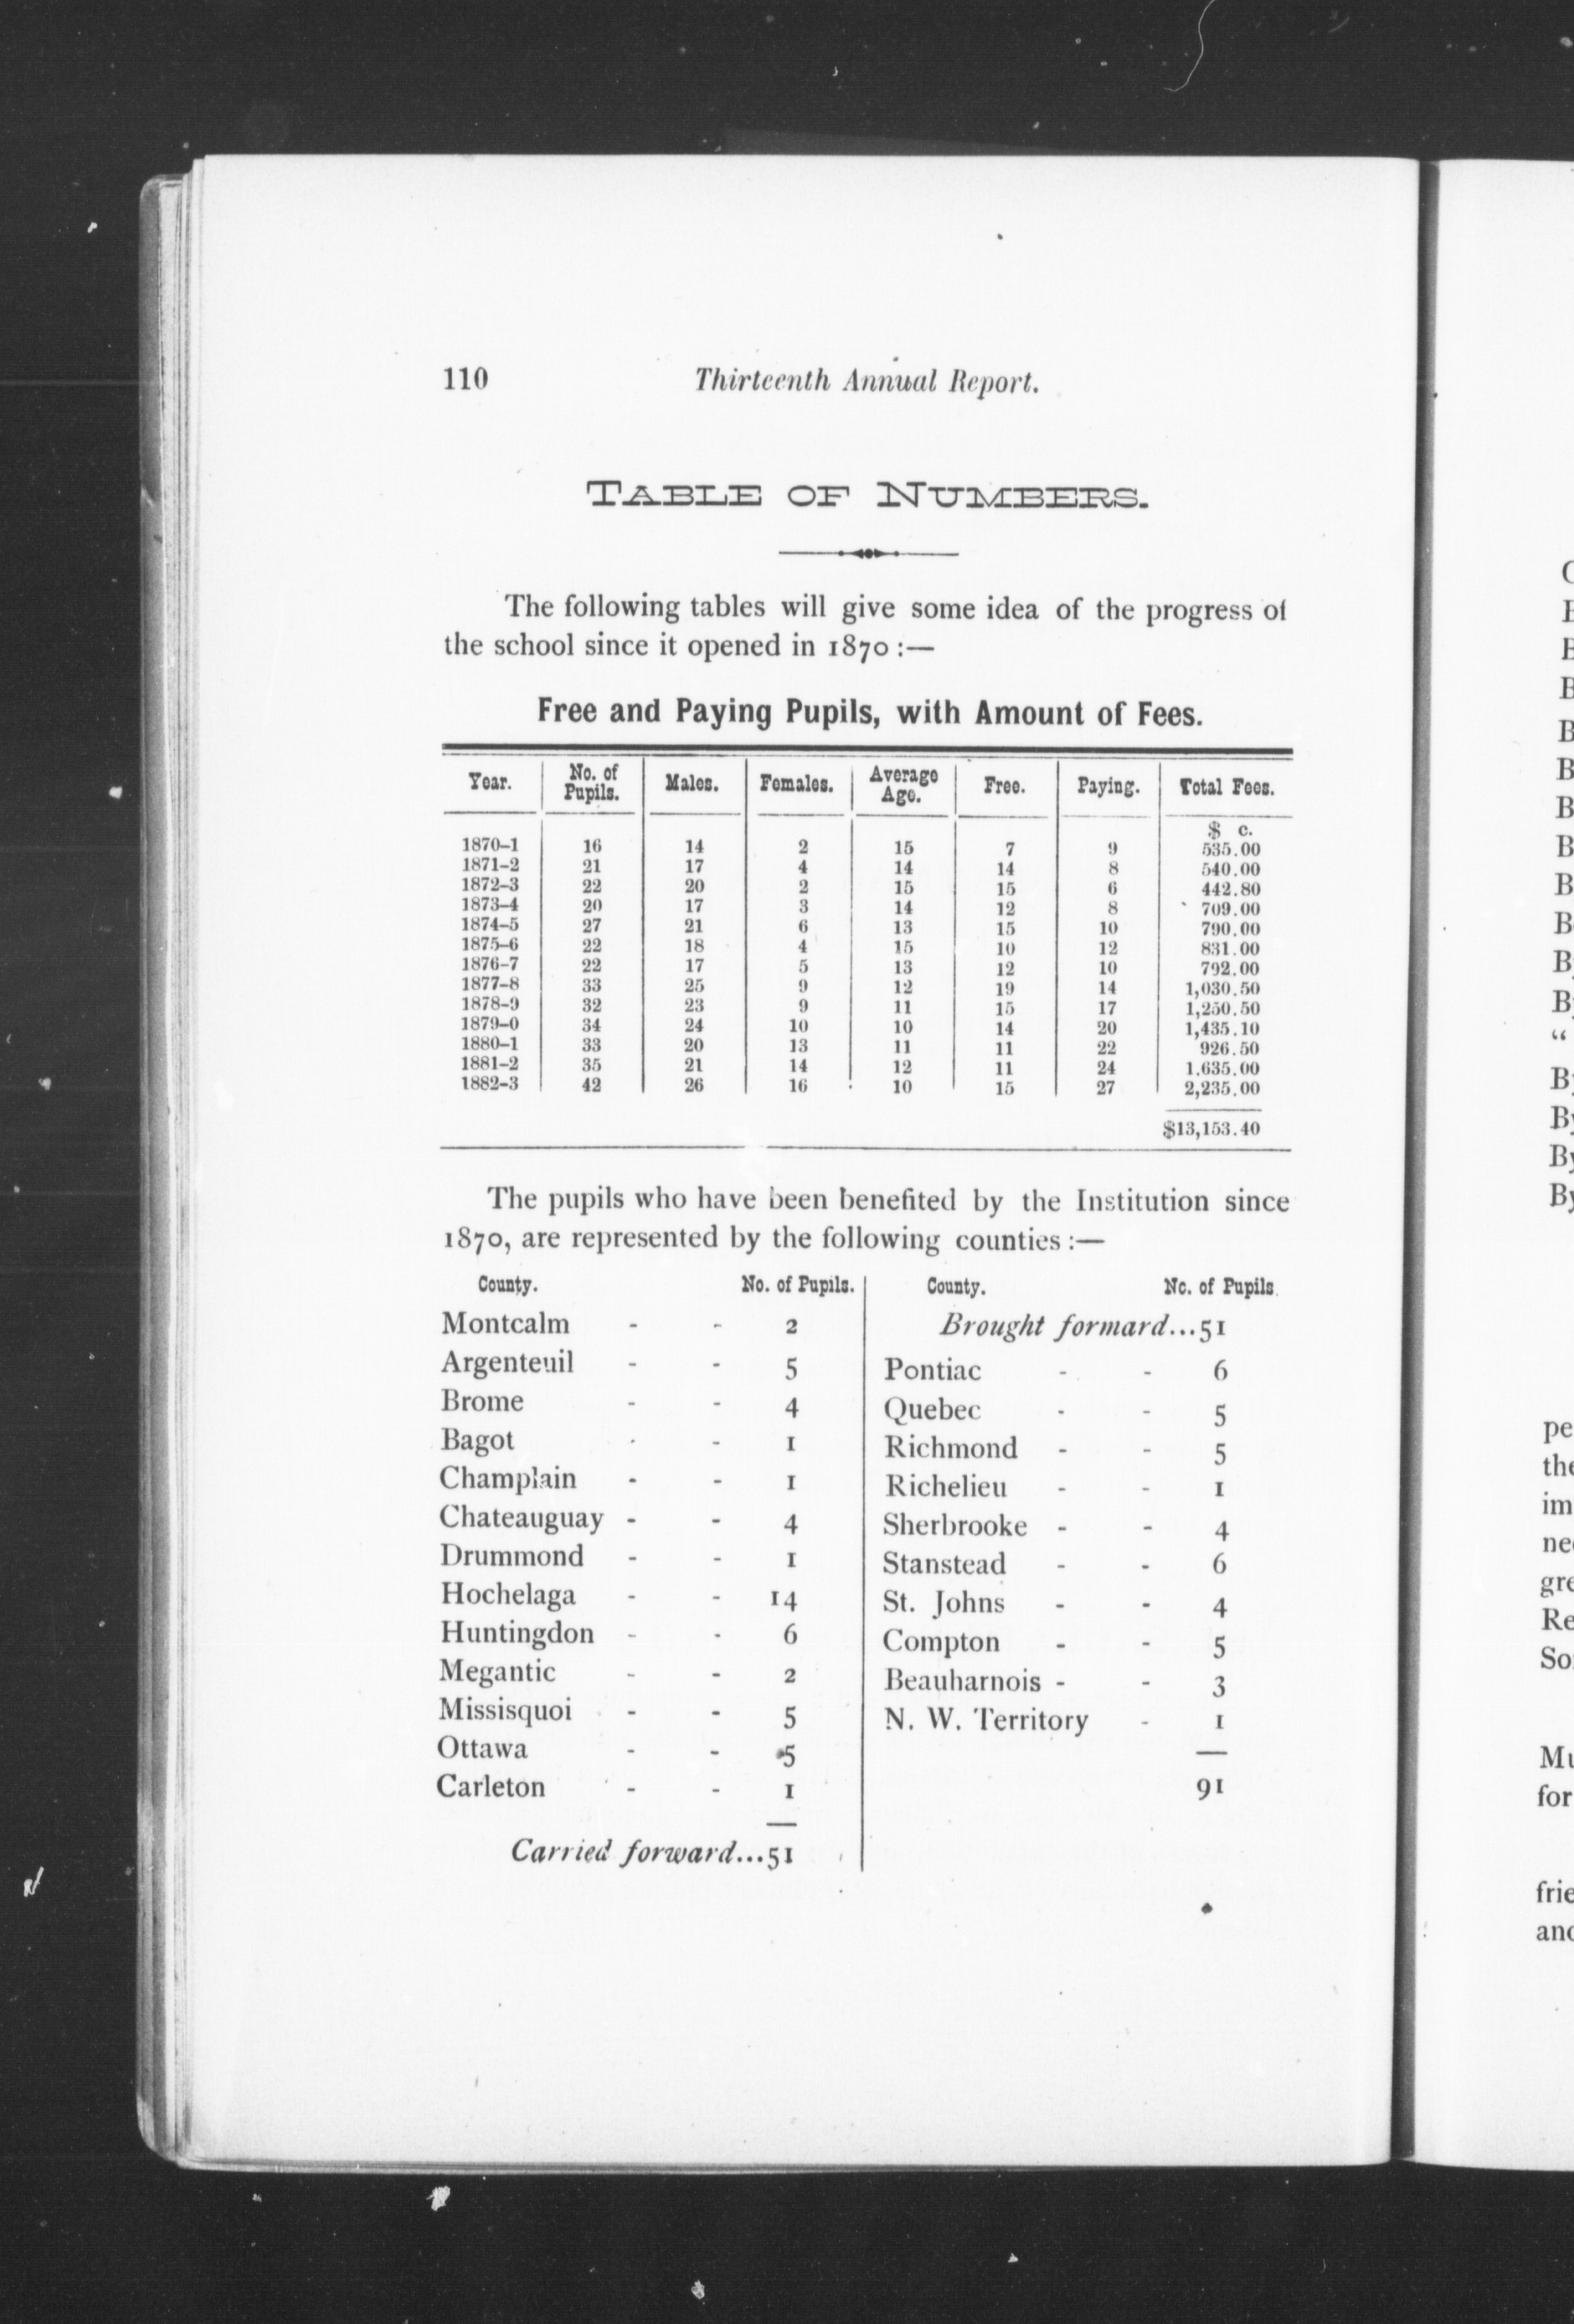 110 Thirteenth Annual Report.
TABLE OF NUMBERS.
The following tables will give some idea of the progress of
the school since it opened in 1870 :—
Free and Paying Pupils, with Amount of Fees.
Year. No. of Pupils. Males. Females. Average Age. Free. Paying. Total Fees.
$ c.
1870–1 16 14 2 15 7 9 535.00
1871–2 21 17 4 14 14 8 540.00
1872–3 22 20 2 15 15 6 442.80
1873–4 20 17 3 14 12 8 709.00
1874–5 27 21 6 13 15 10 790.00
1875–6 22 18 4 15 10 12 831.00
1876–7 22 17 5 13 12 10 792.00
1877–8 33 25 9 12 19 14 1,030.50
1878–9 32 23 9 11 15 17 1,250.50
1879–0 34 24 10 10 14 20 1,435.10
1880–1 33 20 13 11 11 22 926.50
1881–2 35 21 14 12 11 24 1.635.00
1882–3 42 26 16 10 15 27 2,235.00
$13,153.40
The pupils who have been benefited by the Institution since
1870, are represented by the following counties :—
County. No. of Pupils.
Montcalm - - 2
Argenteuil - - 5
Brome - - 4
Bagot - - 1
Champlain - - 1
Chateauguay - - 4
Drummond - - 1
Hochelaga - - 14
Huntingdon - - 6
Megantic - - 2
Missisquoi - - 5
Ottawa - - 5
Carleton - - 1
Carried forward...51
County. No. of Pupils
Brought formard...51
Pontiac - - 6
Quebec - - 5
Richmond - - 5
Richelieu - - 1
Sherbrooke - - 4
Stanstead - - 6
St. Johns - - 4
Compton - - 5
Beauharnois - - 3
N. W. Territory - 1
91